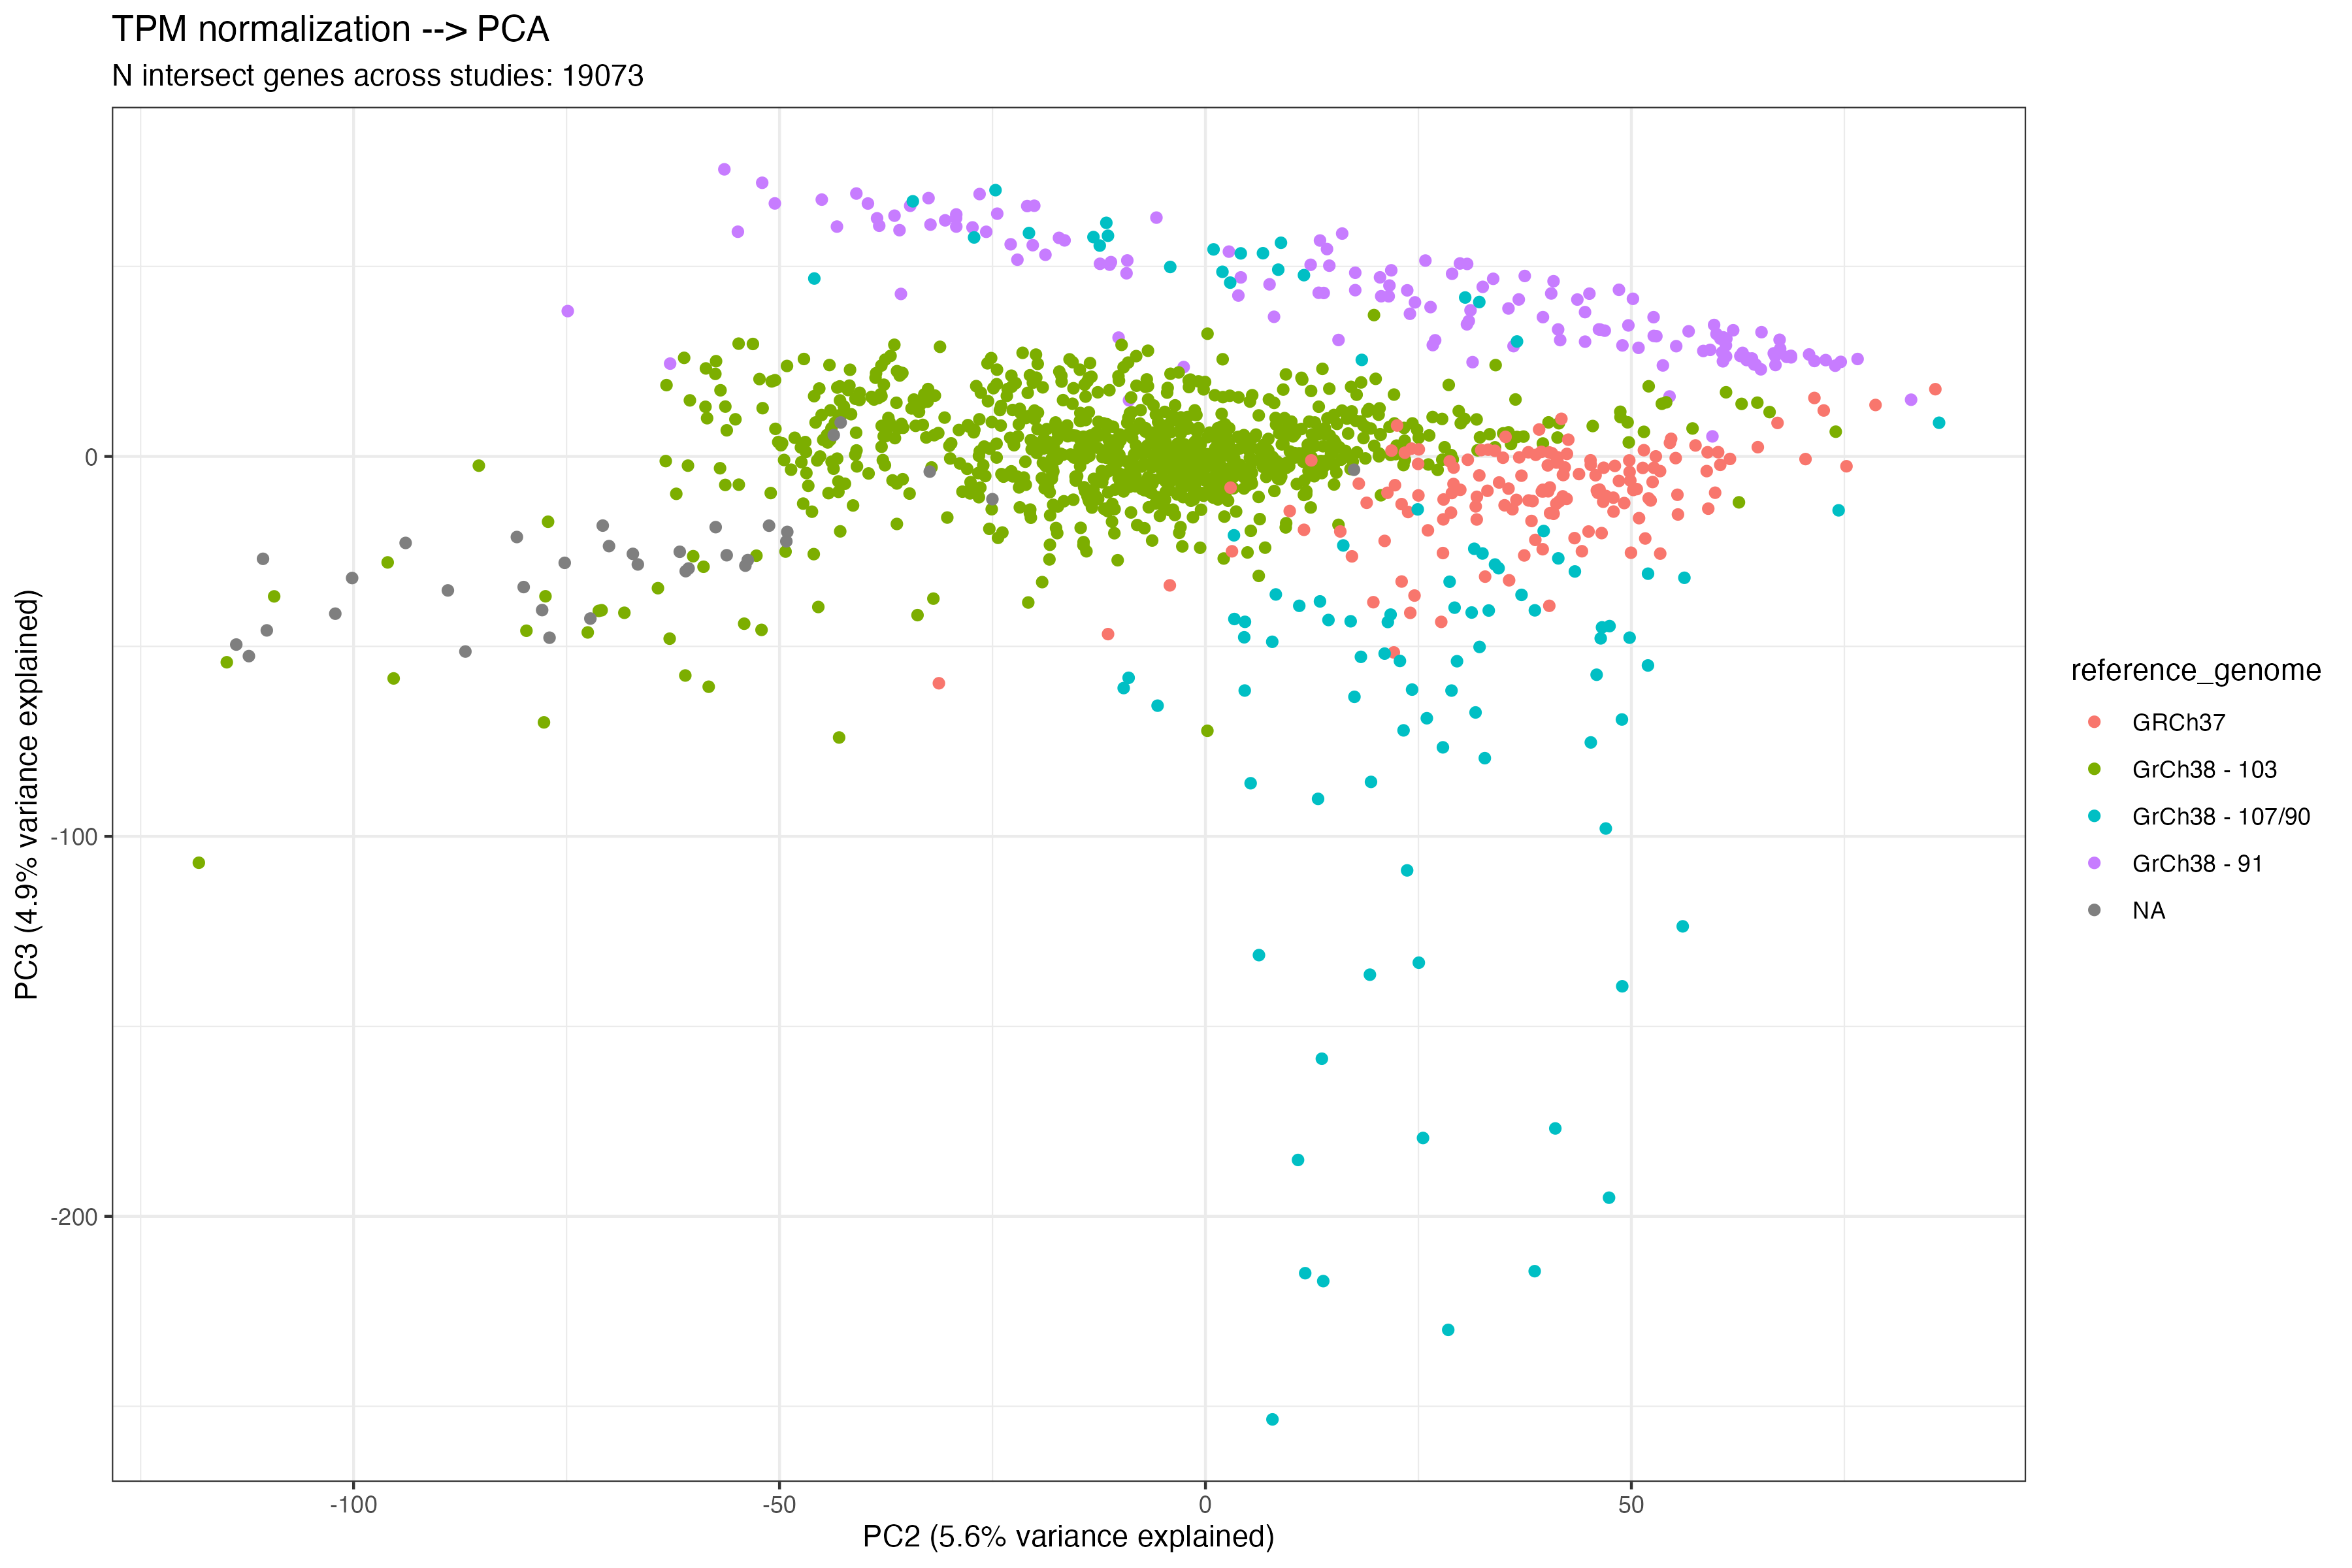 TPM normalization --> PCA
N intersect genes across studies: 19073
PC3 (4.9% variance explained)
0
-100
-200
-100
-50
0
50
PC2 (5.6% variance explained)
reference_genome
GRCh37
GrCh38 - 103
GrCh38 - 107/90
GrCh38 - 91
NA